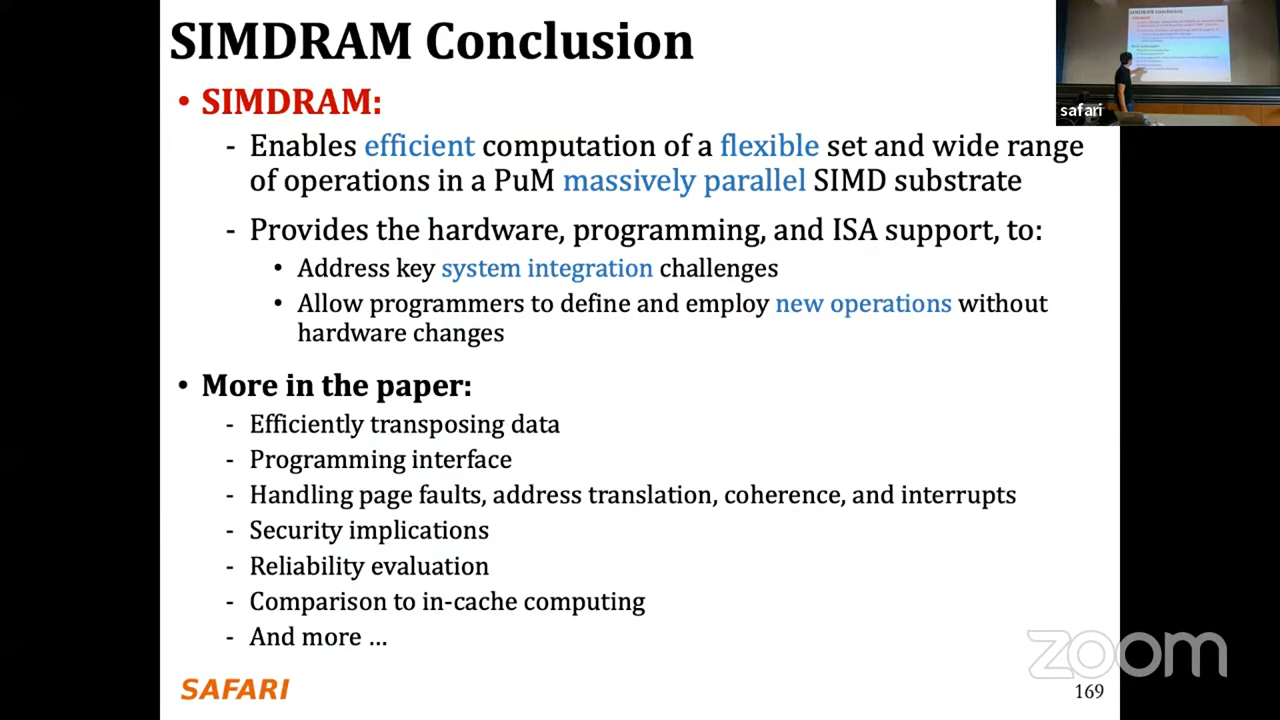 SIMDRAM Conclusion
• SIMDRAM:
- Enables efficient computation of a flexible set and wide range
of operations in a PuM massively parallel SIMD substrate
- Provides the hardware, programming, and ISA support, to:
• Address key system integration challenges
• Allow programmers to define and employ new operations without
hardware changes
• More in the paper:
- Efficiently transposing data
- Programming interface
- Handling page faults, address translation, coherence, and interrupts
- Security implications
- Reliability evaluation
- Comparison to in-cache computing
- And more …
SAFARI
169
zoom
safari
SIMDRAM Conclusion